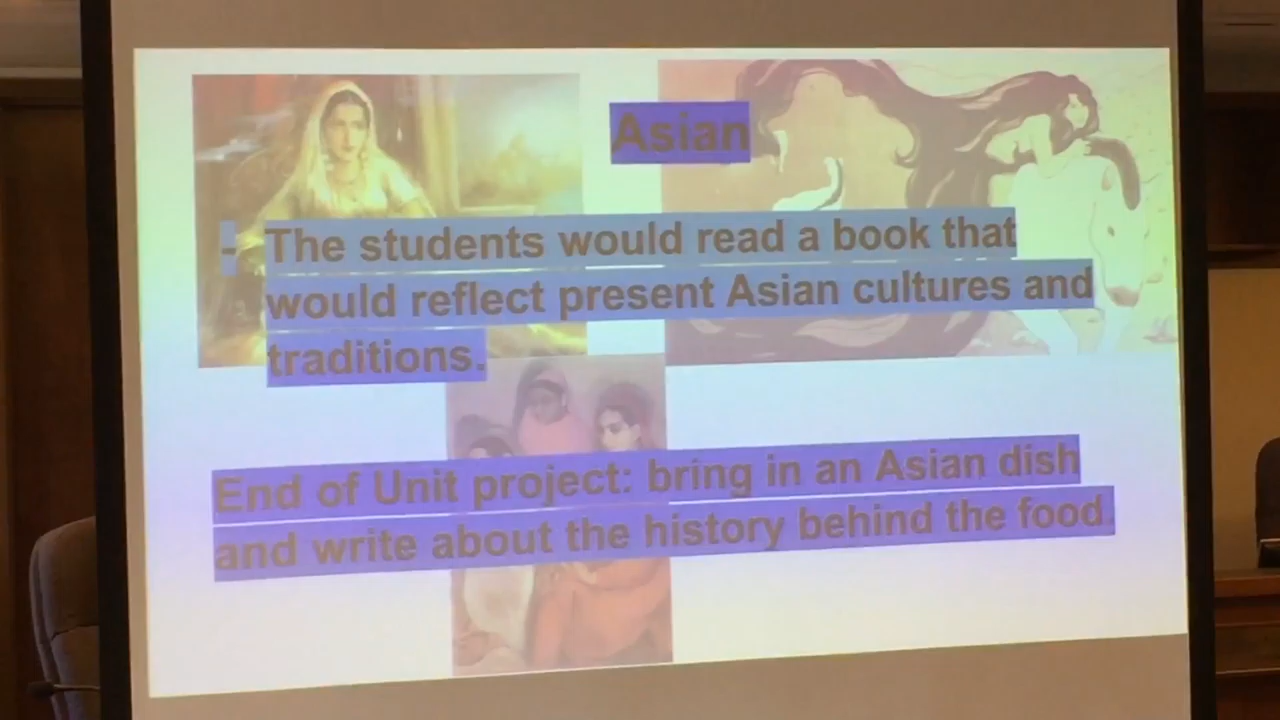 Asian
- The students would read a book that
would reflect present Asian cultures and
traditions.
End of Unit project: bring in an Asian dish
and write about the history behind the food.